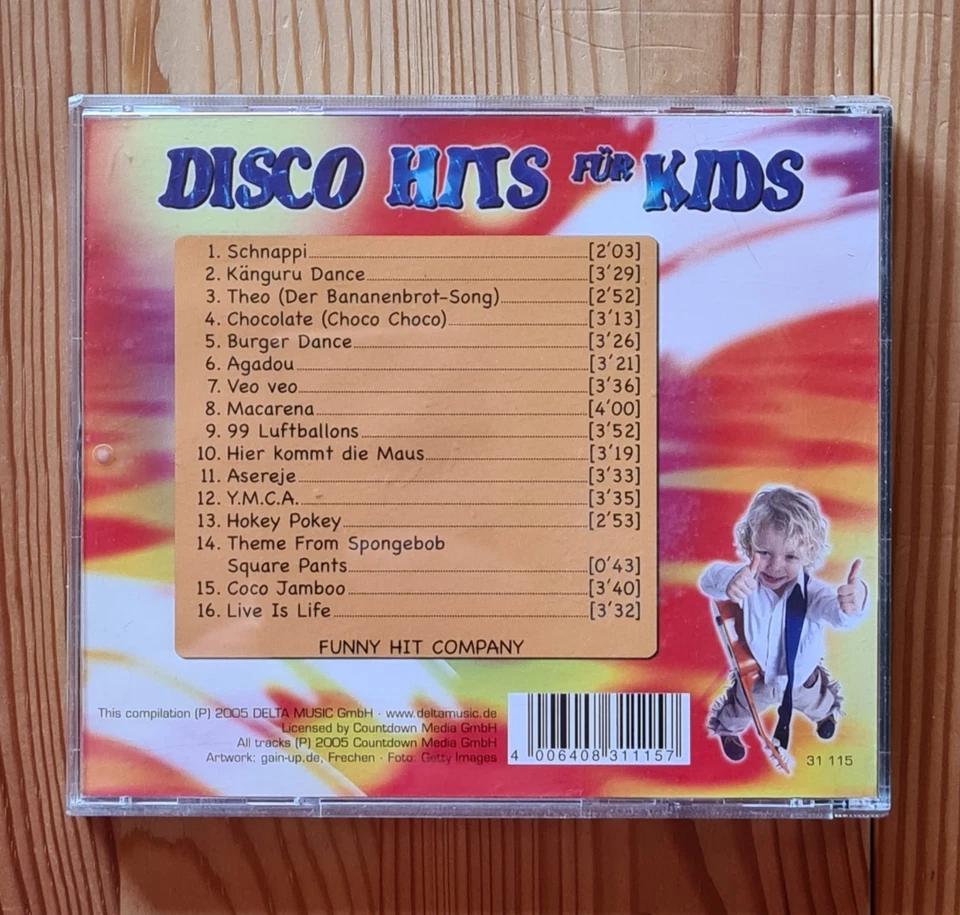 DISCO HITS FÜR KIDS
1. Schnappi [2'03]
2. Känguru Dance [3'29]
3. Theo (Der Bananenbrot-Song) [2'52]
4. Chocolate (Choco Choco) [3'13]
5. Burger Dance [3'26]
6. Agadou [3'21]
7. Veo veo [3'36]
8. Macarena [4'00]
9. 99 Luftballons [3'52]
10. Hier kommt die Maus [3'19]
11. Asereje [3'33]
12. Y.M.C.A. [3'35]
13. Hokey Pokey [2'53]
14. Theme From Spongebob
Square Pants [0'43]
15. Coco Jamboo [3'40]
16. Live Is Life [3'32]
FUNNY HIT COMPANY
This compilation (P) 2005 DELTA MUSIC GmbH · www.deltamusic.de
Licensed by Countdown Media GmbH
All tracks (P) 2005 Countdown Media GmbH
Artwork: gain-up.de, Frechen · Foto: Getty Images
4 006408 311157
31 115